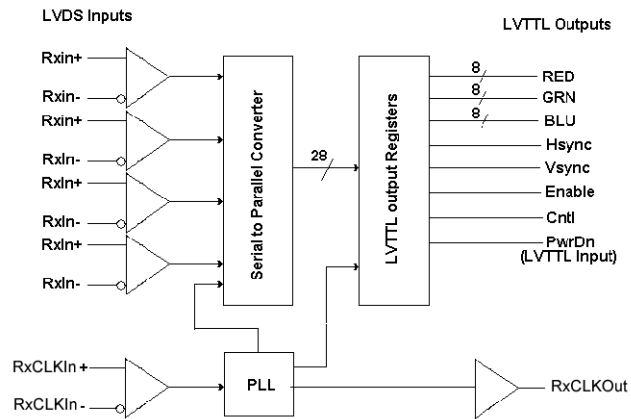 LVDS Inputs
LVTTL Outputs
Rxin+
Rxin-
Rxin+
RxIn-
RxIn+
RxIn-
RxIn+
RxIn-
Serial to Parallel Converter
28
LVTTL output Registers
8
RED
8
GRN
8
BLU
Hsync
Vsync
Enable
Cntl
PwrDn
(LVTTL Input)
RxCLKIn +
RxCLKIn -
PLL
RxCLKOut